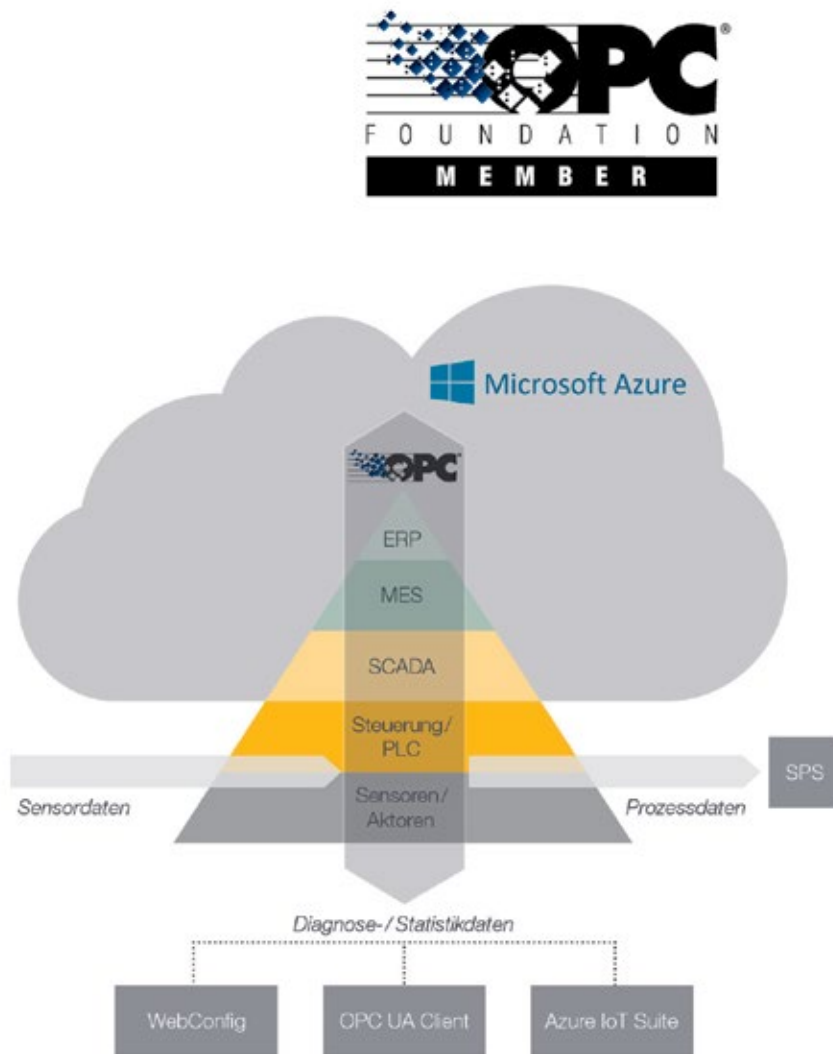 OPC®
FOUNDATION
MEMBER
Microsoft Azure
OPC
ERP
MES
SCADA
Steuerung/
PLC
SPS
Sensordaten
Sensoren/
Aktoren
Prozessdaten
Diagnose-/Statistikdaten
WebConfig
OPC UA Client
Azure IoT Suite